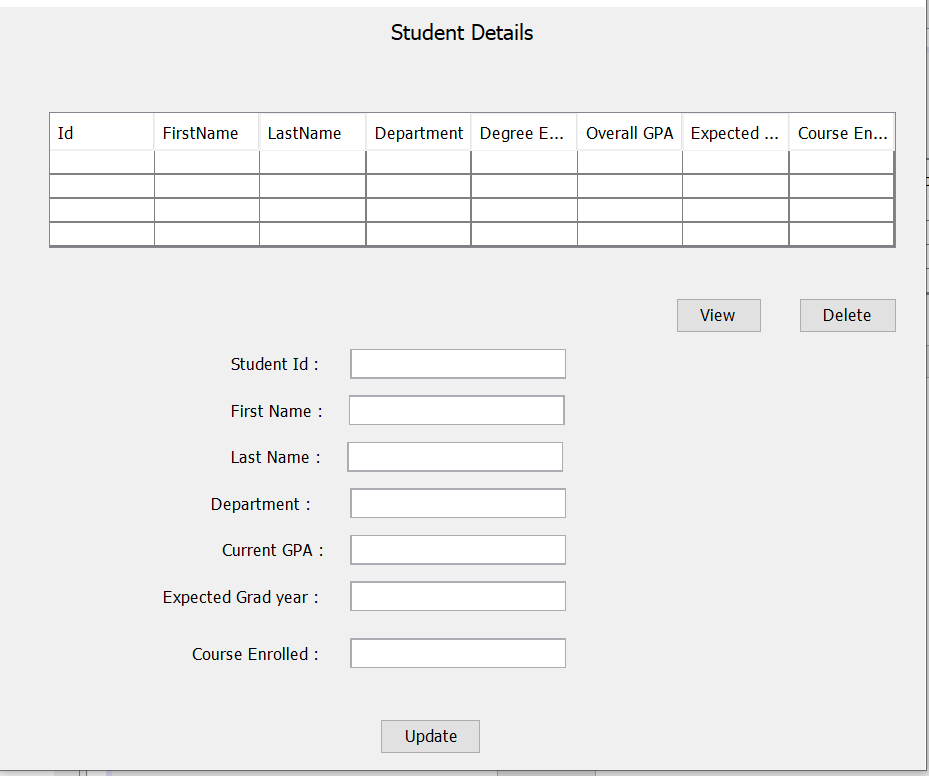 Student Details
Id FirstName LastName Department Degree E... Overall GPA Expected ... Course En...
View Delete
Student Id :
First Name :
Last Name :
Department :
Current GPA :
Expected Grad year :
Course Enrolled :
Update